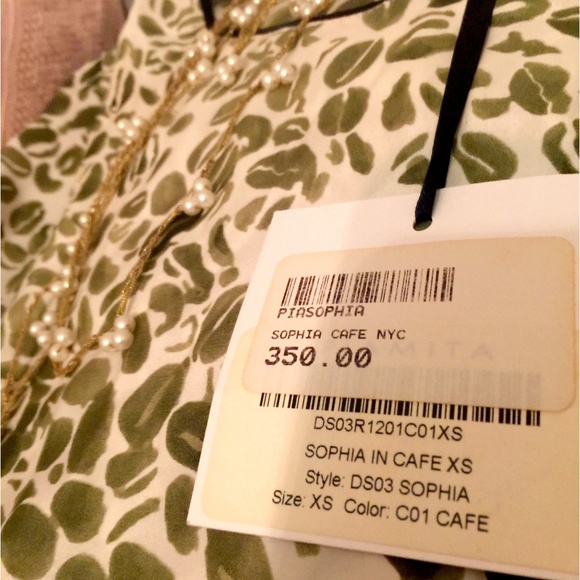 PIASOPHIA
SOPHIA CAFE NYC
350.00
MITA
DS03R1201C01XS
SOPHIA IN CAFE XS
Style: DS03 SOPHIA
Size: XS Color: C01 CAFE